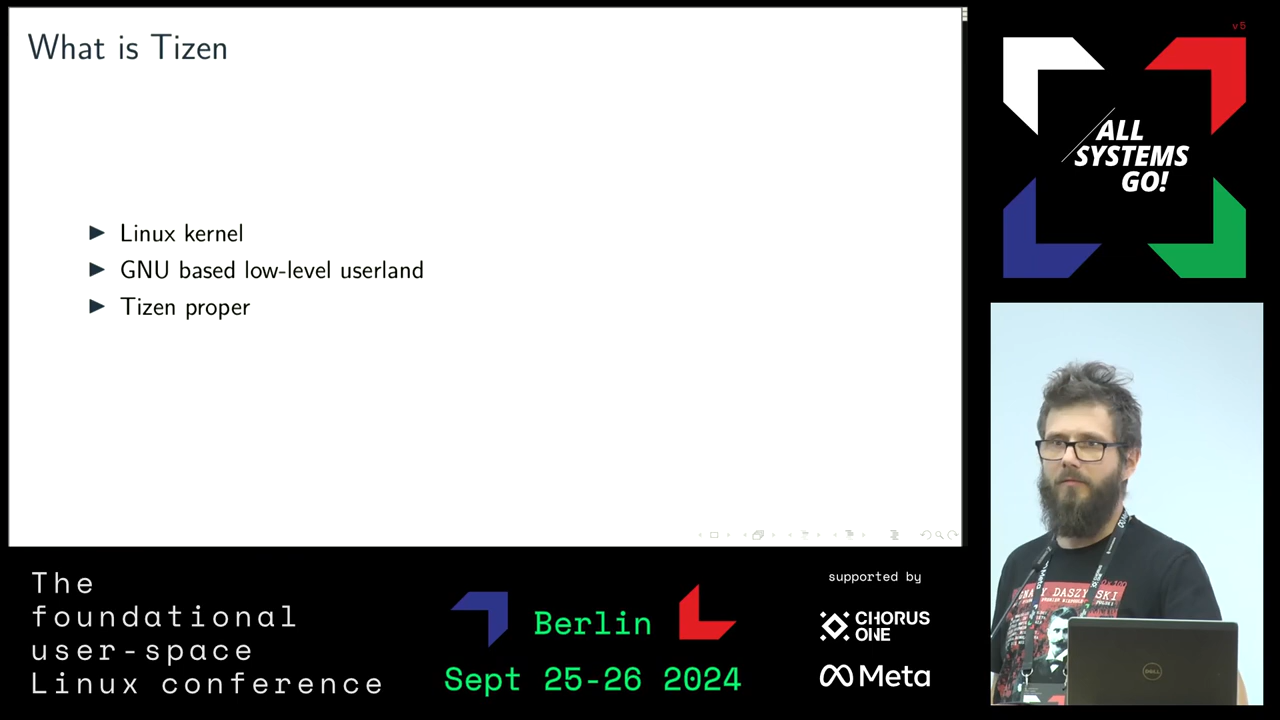 What is Tizen
Linux kernel
GNU based low-level userland
Tizen proper
v5
ALL
SYSTEMS
GO!
The
foundational
user-space
Linux conference
Berlin
Sept 25-26 2024
supported by
CHORUS
ONE
Meta
DELL